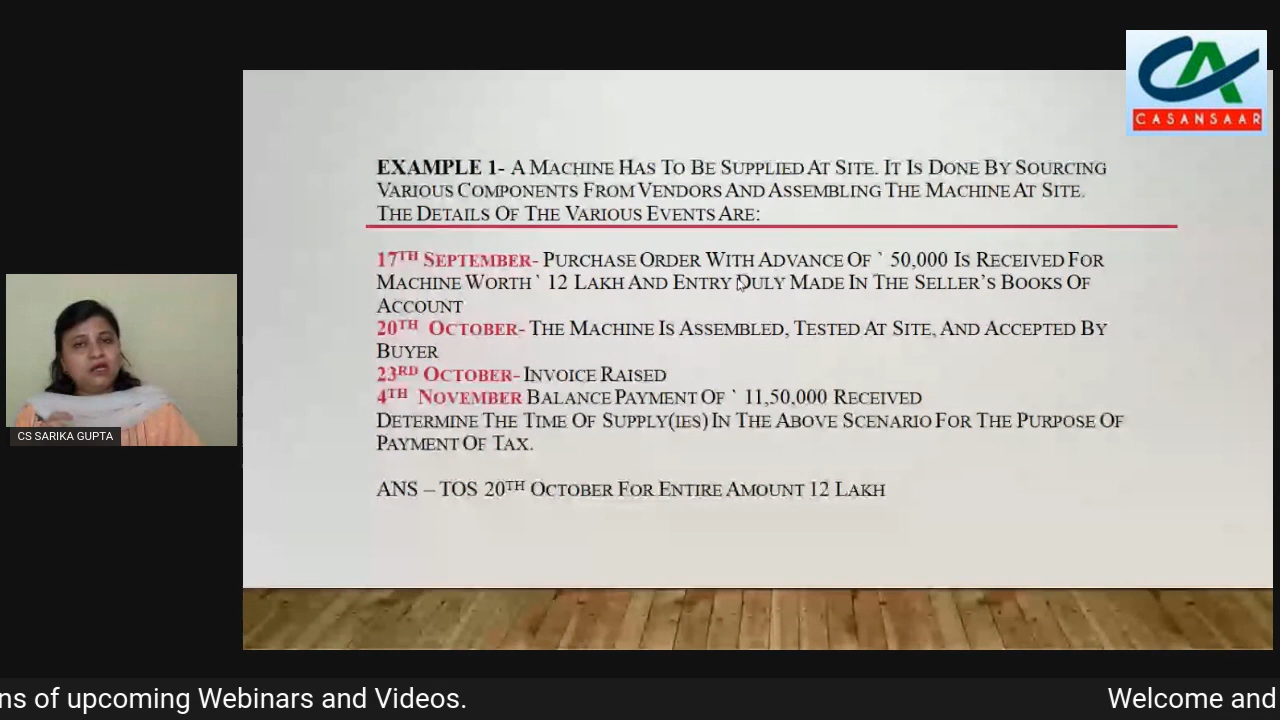 CASANSAAR
EXAMPLE 1- A MACHINE HAS TO BE SUPPLIED AT SITE. IT IS DONE BY SOURCING
VARIOUS COMPONENTS FROM VENDORS AND ASSEMBLING THE MACHINE AT SITE.
THE DETAILS OF THE VARIOUS EVENTS ARE:
17TH SEPTEMBER- PURCHASE ORDER WITH ADVANCE OF ` 50,000 IS RECEIVED FOR
MACHINE WORTH ` 12 LAKH AND ENTRY DULY MADE IN THE SELLER'S BOOKS OF
ACCOUNT
20TH OCTOBER- THE MACHINE IS ASSEMBLED, TESTED AT SITE, AND ACCEPTED BY
BUYER
23RD OCTOBER- INVOICE RAISED
4TH NOVEMBER BALANCE PAYMENT OF ` 11,50,000 RECEIVED
DETERMINE THE TIME OF SUPPLY(IES) IN THE ABOVE SCENARIO FOR THE PURPOSE OF
PAYMENT OF TAX.
ANS – TOS 20TH OCTOBER FOR ENTIRE AMOUNT 12 LAKH
CS SARIKA GUPTA
ns of upcoming Webinars and Videos.
Welcome and